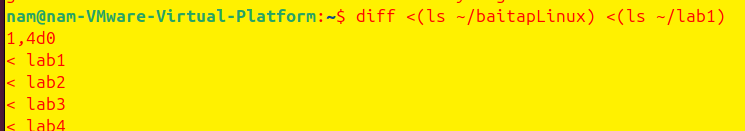 nam@nam-VMware-Virtual-Platform:~$ diff <(ls ~/baitapLinux) <(ls ~/lab1)
1,4d0
< lab1
< lab2
< lab3
< lab4